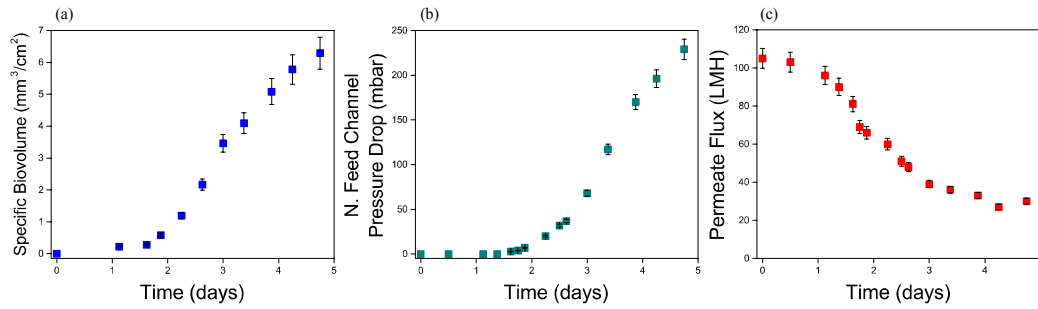 (a)
Specific Biovolume (mm³/cm²)
7
6
5
4
3
2
1
0
0 1 2 3 4 5
Time (days)
(b)
N. Feed Channel
Pressure Drop (mbar)
250
200
150
100
50
0
0 1 2 3 4 5
Time (days)
(c)
Permeate Flux (LMH)
120
100
80
60
40
20
0
0 1 2 3 4
Time (days)